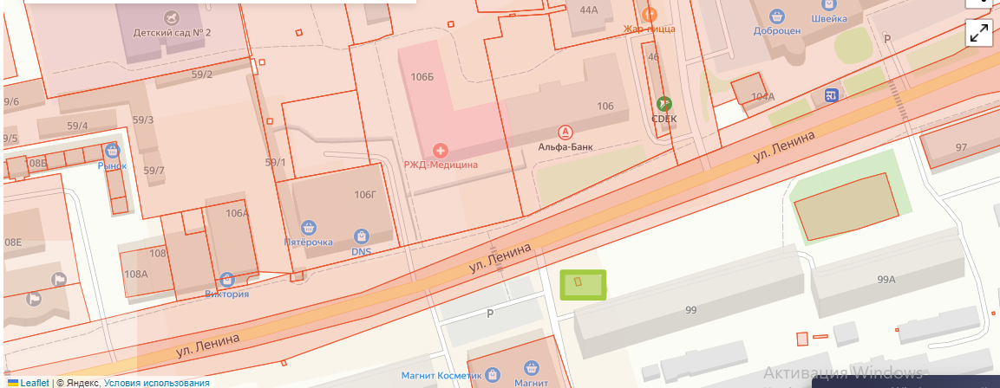 44А
Жар-пицца
Доброцен
Швейка
Детский сад № 2
P
59/2
106Б
46
59/6
59/3
106
104А
CDEK
59/4
59/5
Альфа-Банк
ул. Ленина
97
108Б
Рынок
59/7
59/1
РЖД-Медицина
106Г
106А
Пятёрочка
DNS
108Е
108
108А
ул. Ленина
Виктория
99А
99
P
ул. Ленина
Магнит Косметик
Магнит
Активация Windows
Leaflet | © Яндекс, Условия использования